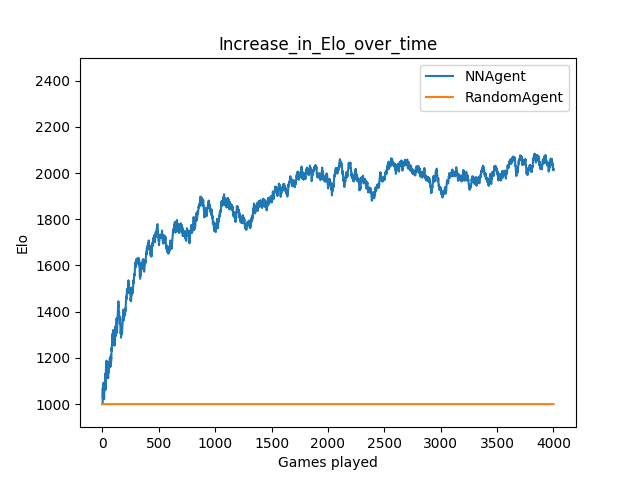 Increase_in_Elo_over_time
NNAgent
RandomAgent
2400
2200
2000
1800
1600
1400
1200
1000
Elo
0 500 1000 1500 2000 2500 3000 3500 4000
Games played